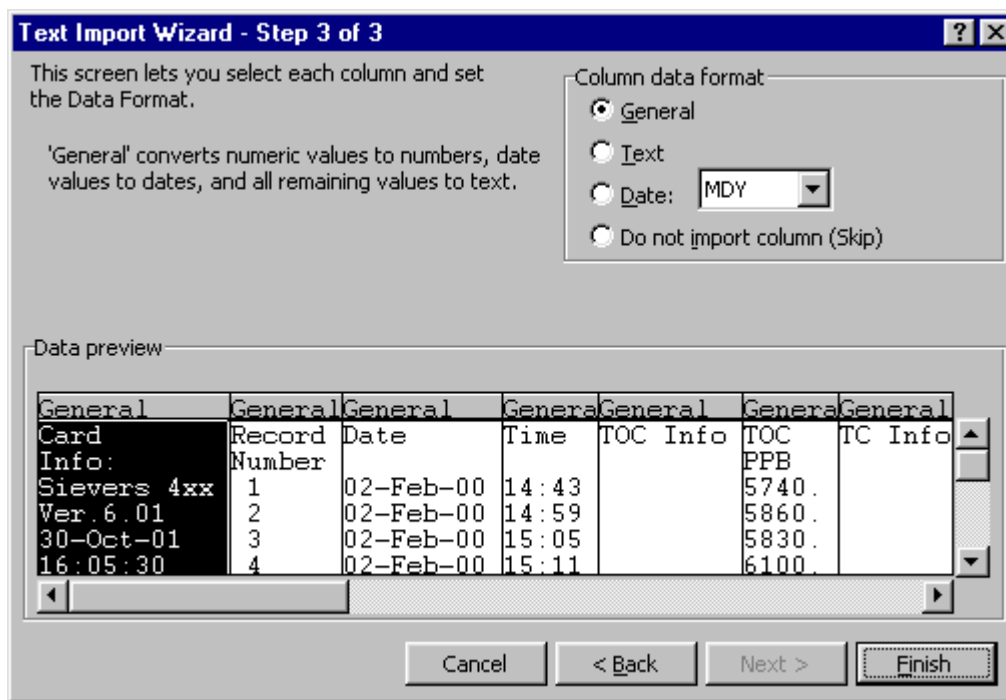 Text Import Wizard - Step 3 of 3
This screen lets you select each column and set
the Data Format.
'General' converts numeric values to numbers, date
values to dates, and all remaining values to text.
Column data format
General
Text
Date: MDY
Do not import column (Skip)
Data preview
General General General Genera General Genera General
Card Record Date Time TOC Info TOC TC Info
Info: Number PPB
Sievers 4xx 1 02-Feb-00 14:43 5740.
Ver.6.01 2 02-Feb-00 14:59 5860.
30-Oct-01 3 02-Feb-00 15:05 5830.
16:05:30 4 02-Feb-00 15:11 6100.
Cancel < Back Next > Finish